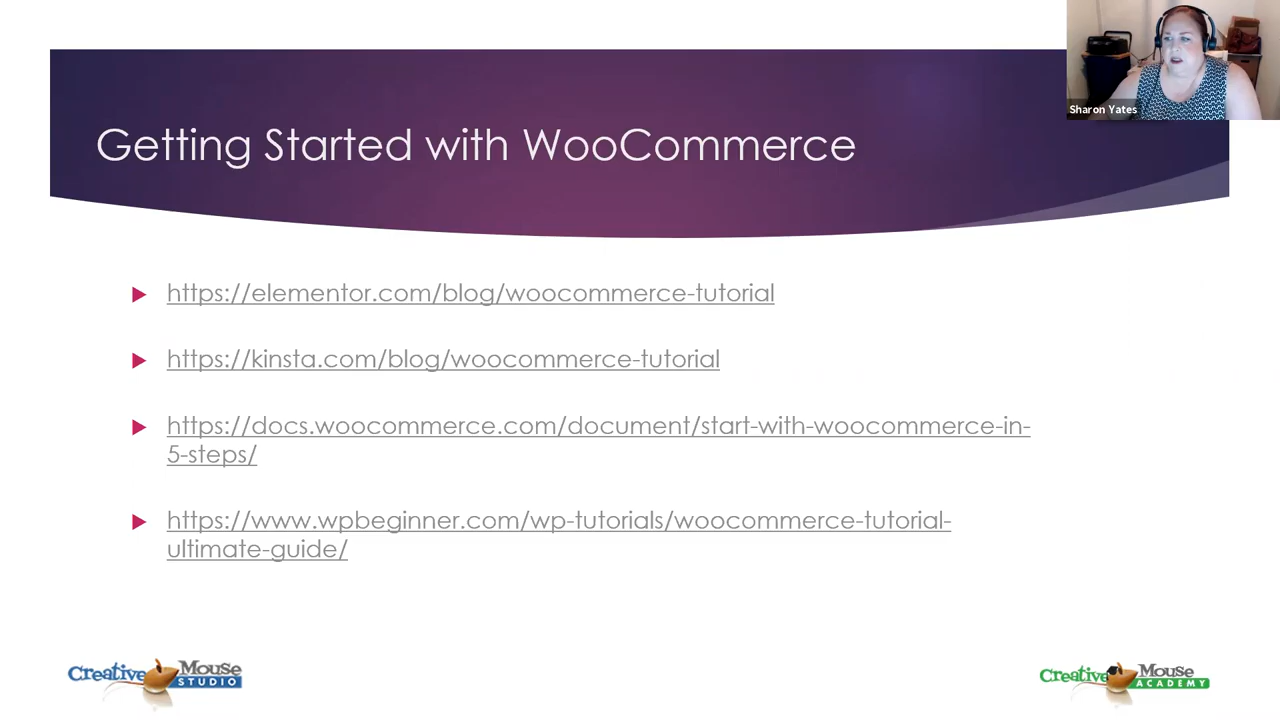 Sharon Yates
Getting Started with WooCommerce
https://elementor.com/blog/woocommerce-tutorial
https://kinsta.com/blog/woocommerce-tutorial
https://docs.woocommerce.com/document/start-with-woocommerce-in-
5-steps/
https://www.wpbeginner.com/wp-tutorials/woocommerce-tutorial-
ultimate-guide/
Creative Mouse
STUDIO
Creative Mouse
ACADEMY